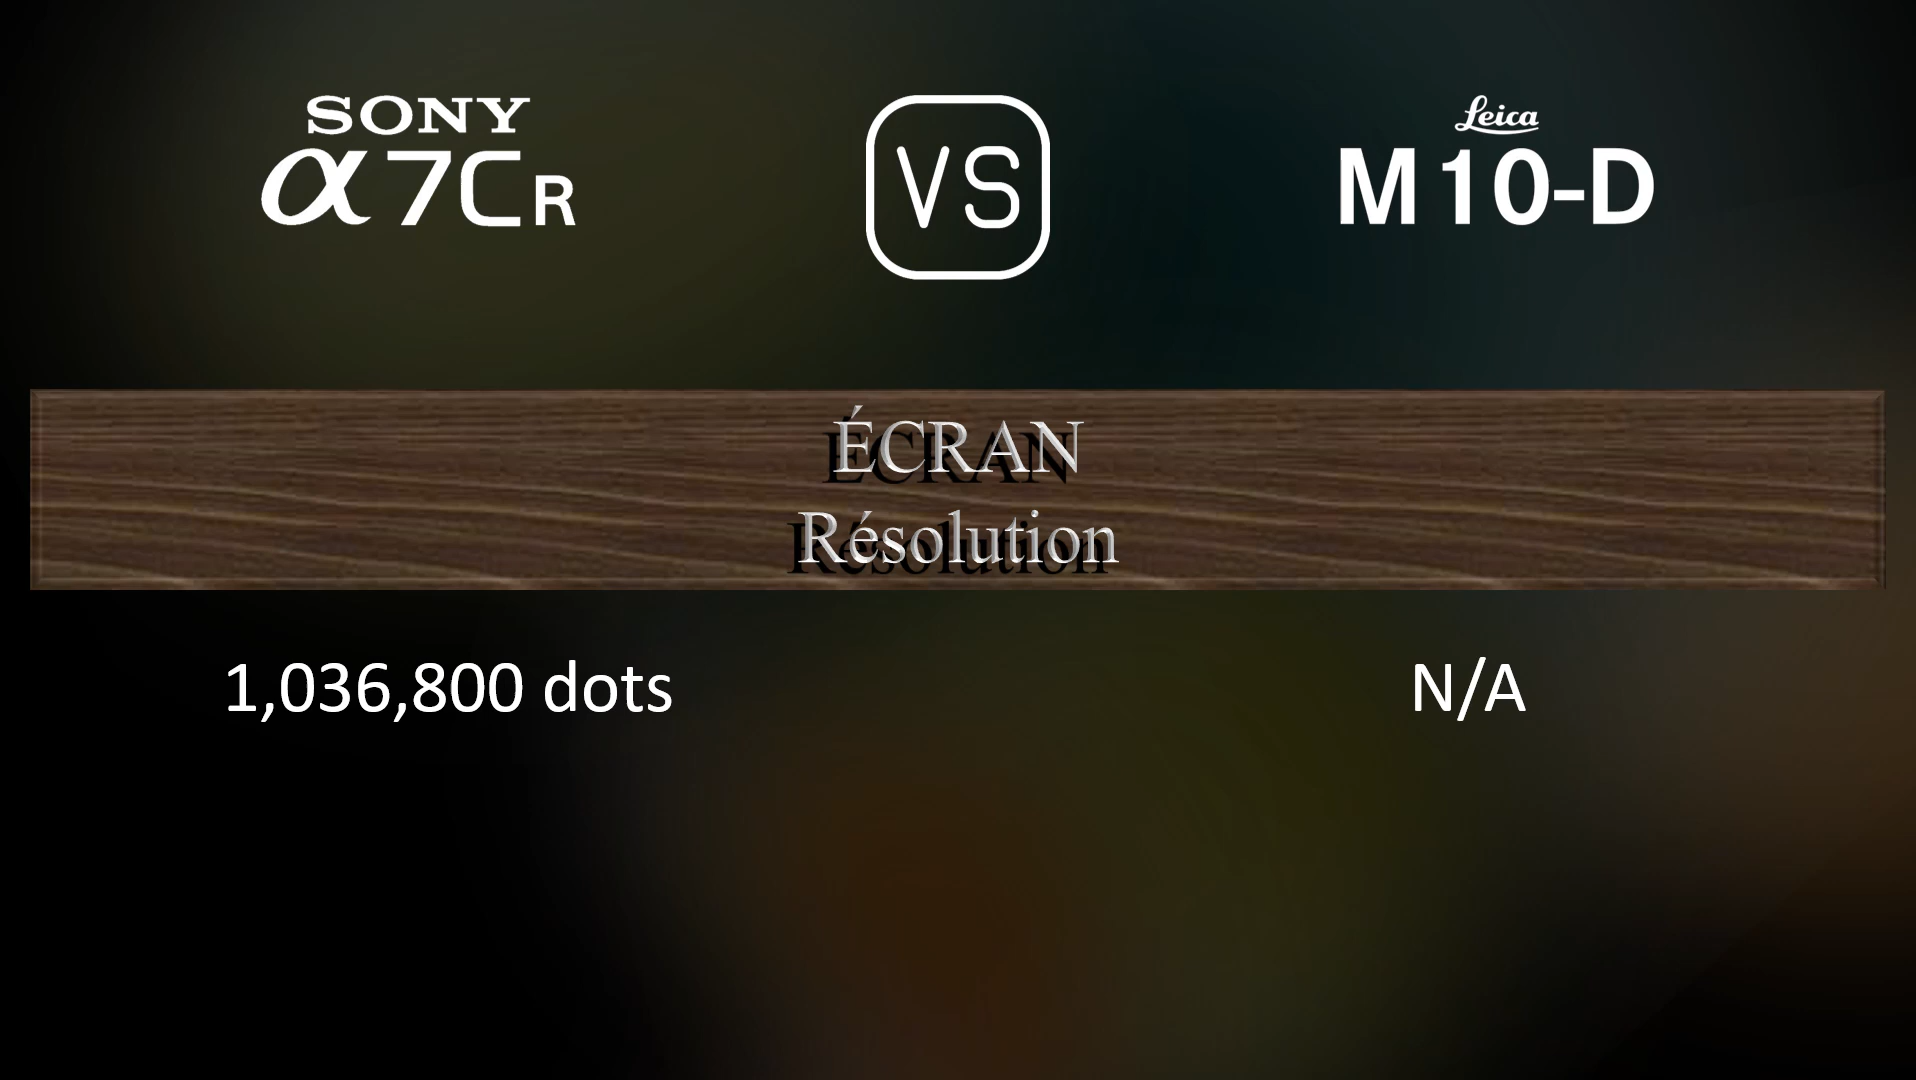 SONY
α7CR
VS
Leica
M10-D
ÉCRAN
Résolution
1,036,800 dots
N/A